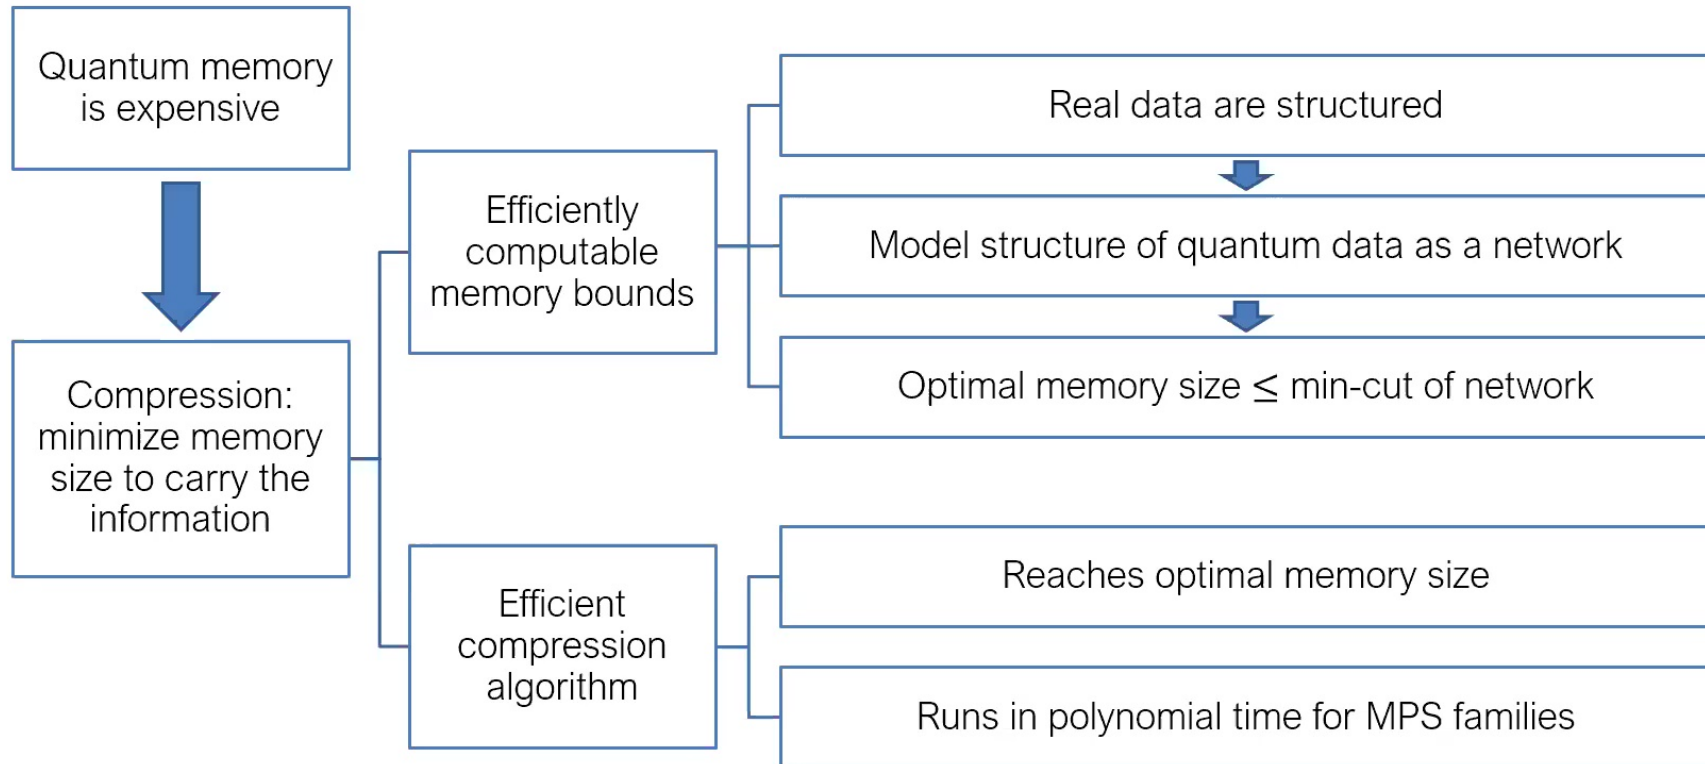 Quantum memory
is expensive
Compression:
minimize memory
size to carry the
information
Efficiently
computable
memory bounds
Real data are structured
Model structure of quantum data as a network
Optimal memory size ≤ min-cut of network
Efficient
compression
algorithm
Reaches optimal memory size
Runs in polynomial time for MPS families